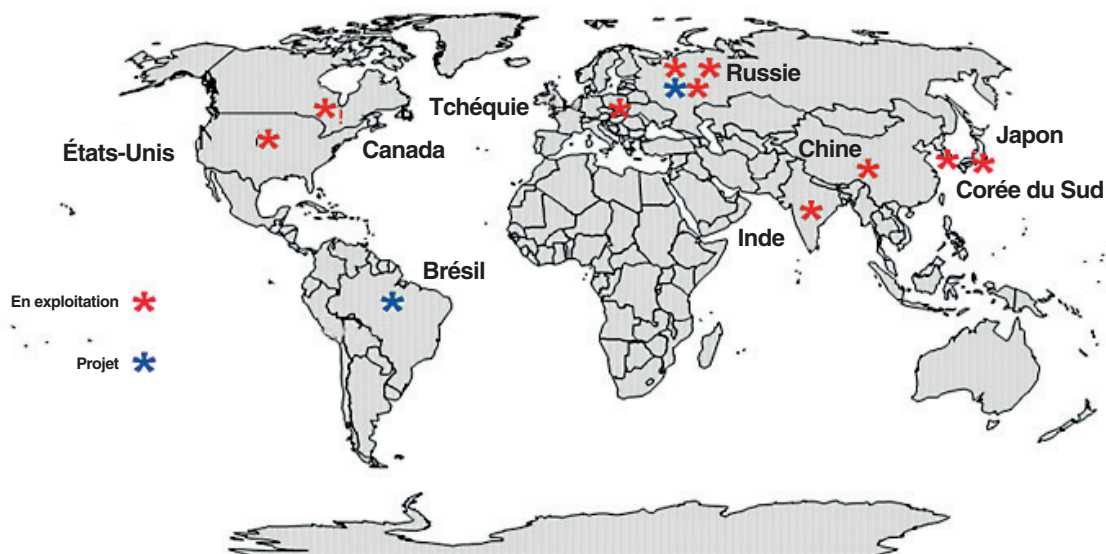 Russie
Tchéquie
Japon
États-Unis
Canada
Chine
Corée du Sud
Inde
Brésil
En exploitation
Projet